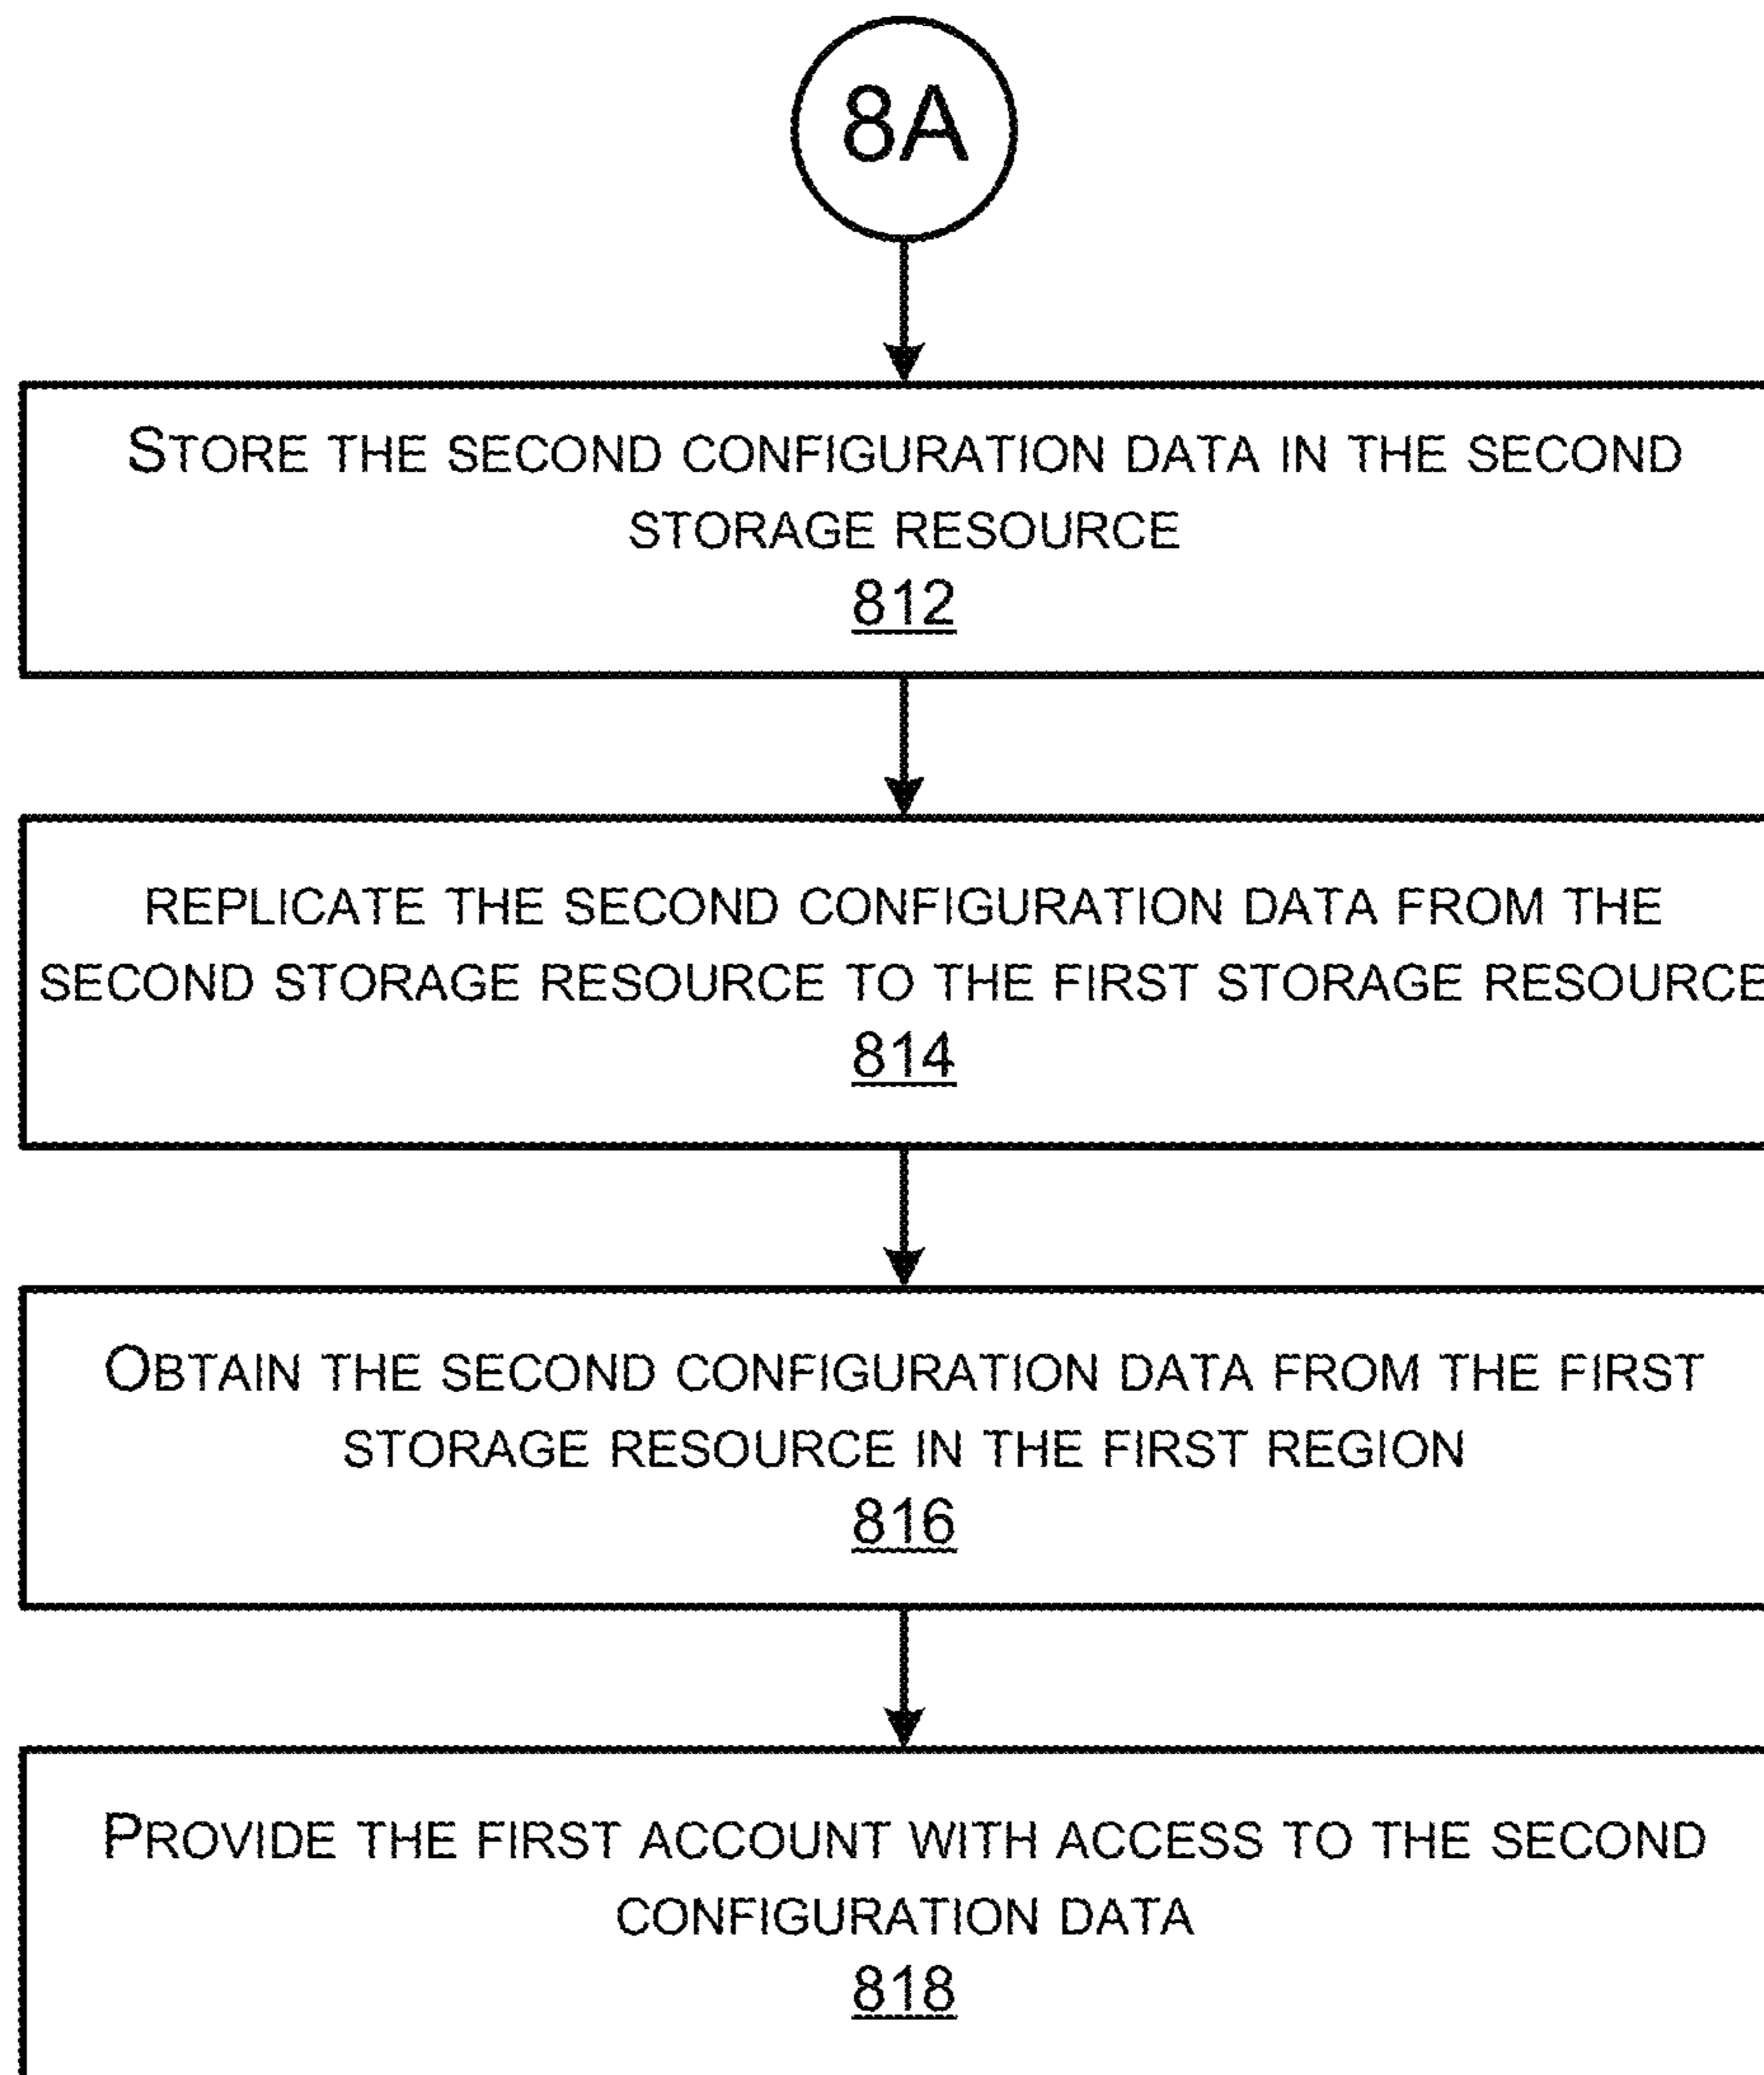 8A
STORE THE SECOND CONFIGURATION DATA IN THE SECOND
STORAGE RESOURCE
812
REPLICATE THE SECOND CONFIGURATION DATA FROM THE
SECOND STORAGE RESOURCE TO THE FIRST STORAGE RESOURCE
814
OBTAIN THE SECOND CONFIGURATION DATA FROM THE FIRST
STORAGE RESOURCE IN THE FIRST REGION
816
PROVIDE THE FIRST ACCOUNT WITH ACCESS TO THE SECOND
CONFIGURATION DATA
818